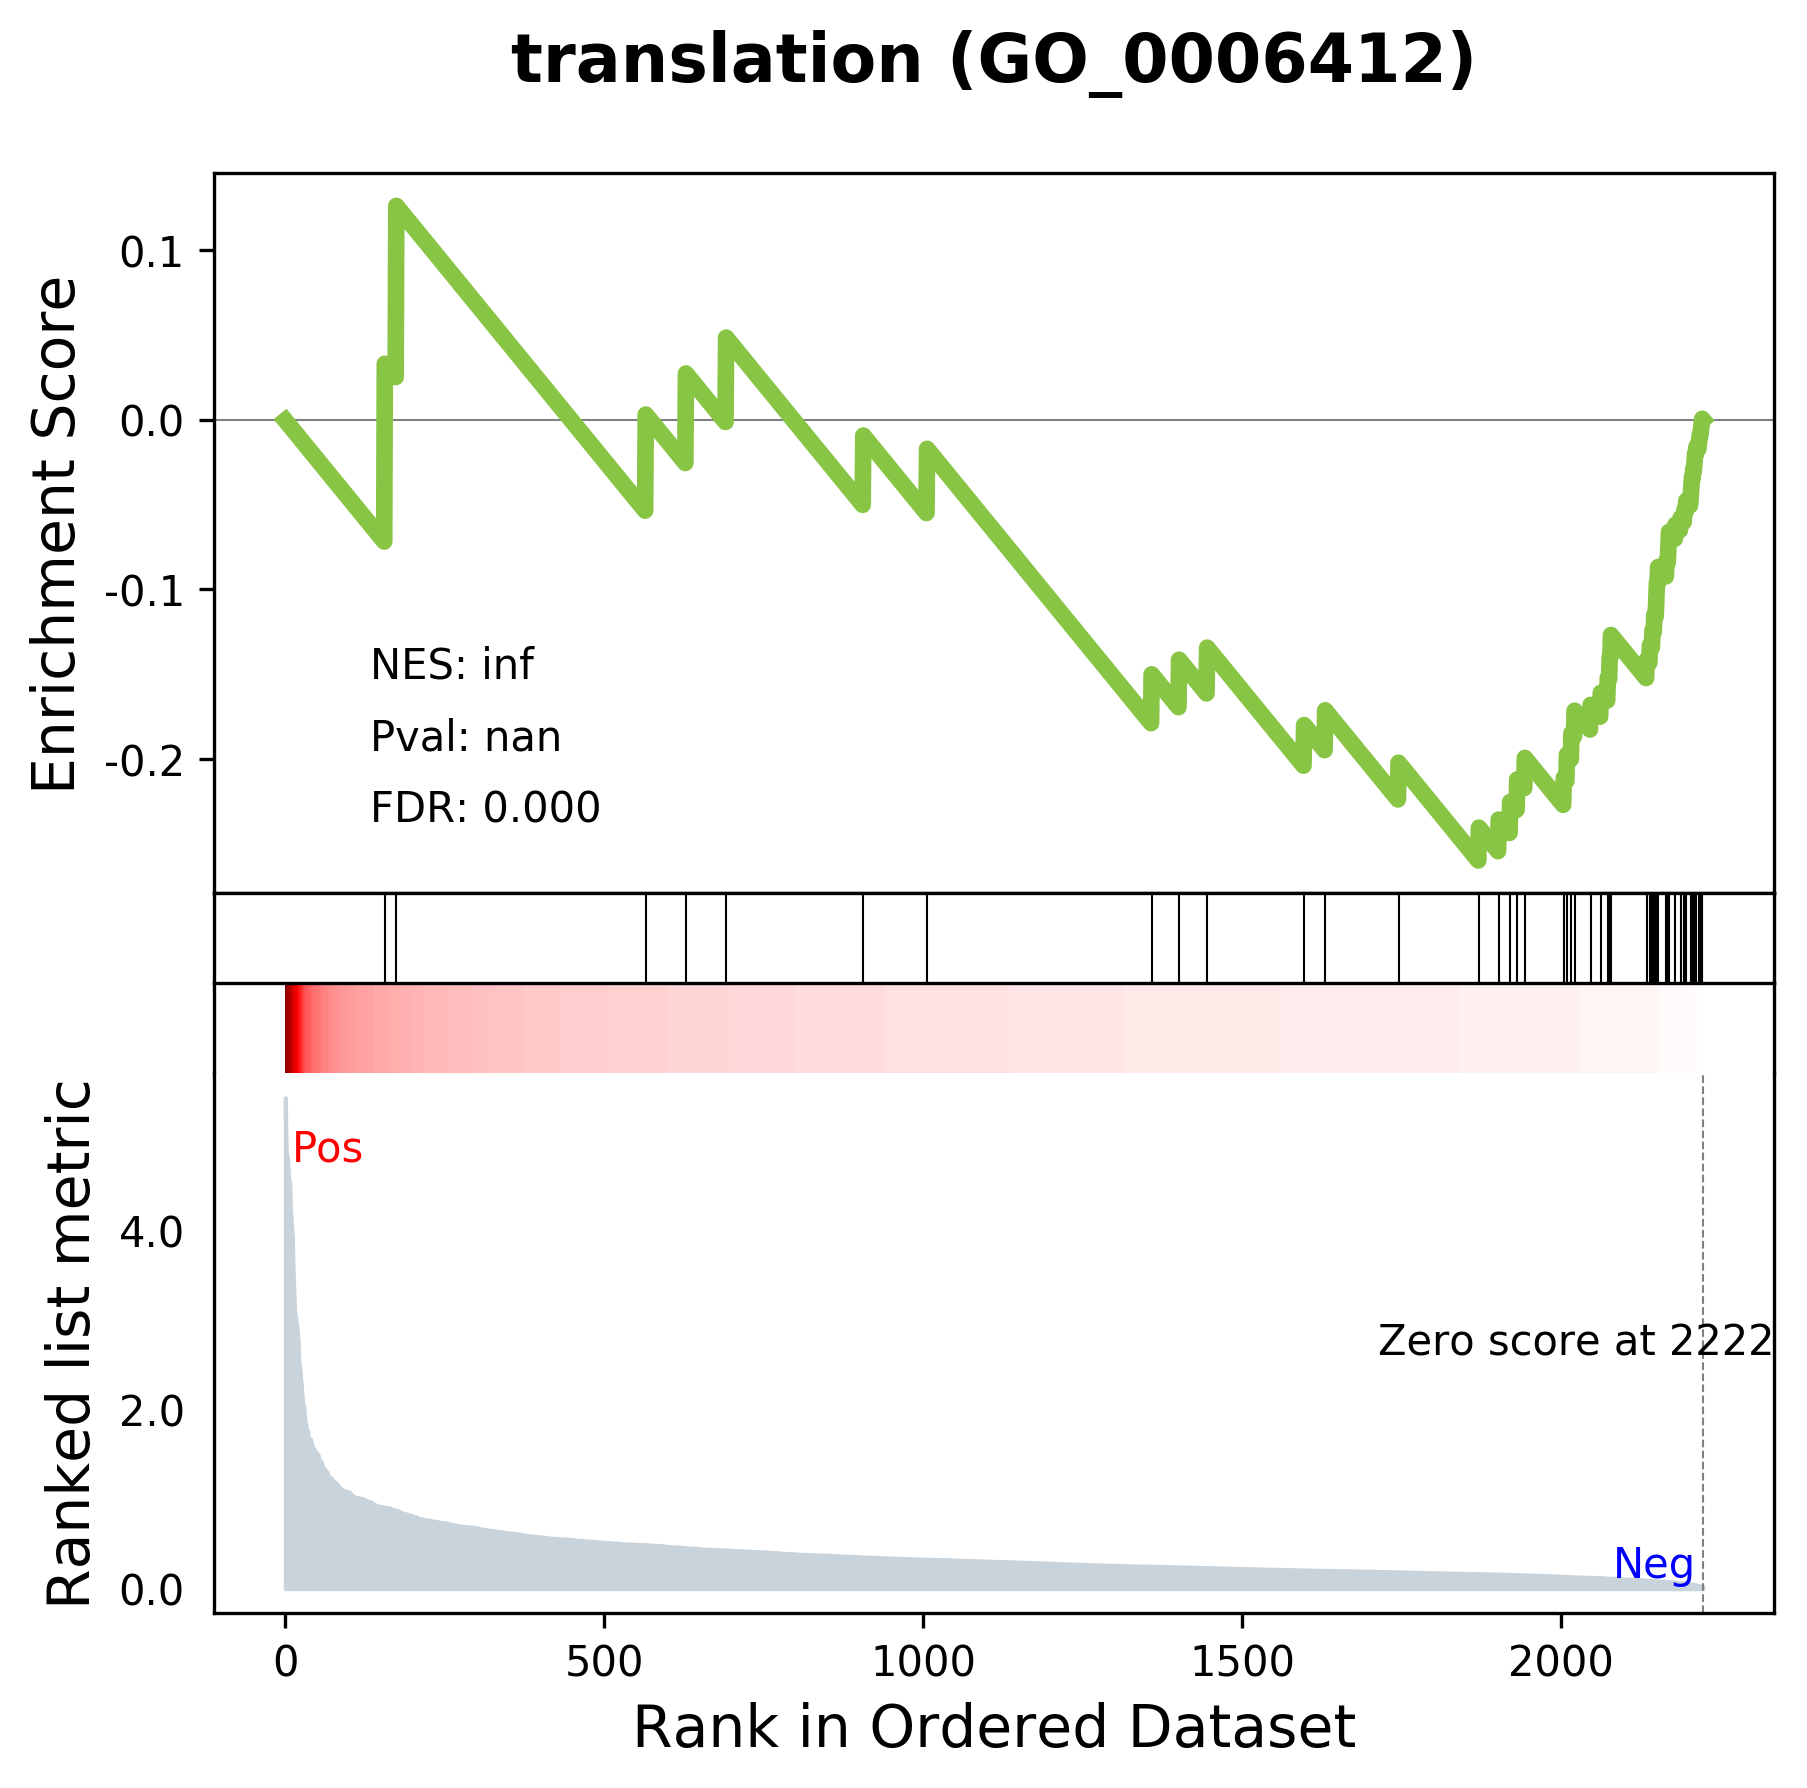 translation (GO_0006412)
Enrichment Score
0.1
0.0
-0.1
-0.2
NES: inf
Pval: nan
FDR: 0.000
Ranked list metric
Pos
4.0
2.0
0.0
Zero score at 2222
Neg
0 500 1000 1500 2000
Rank in Ordered Dataset